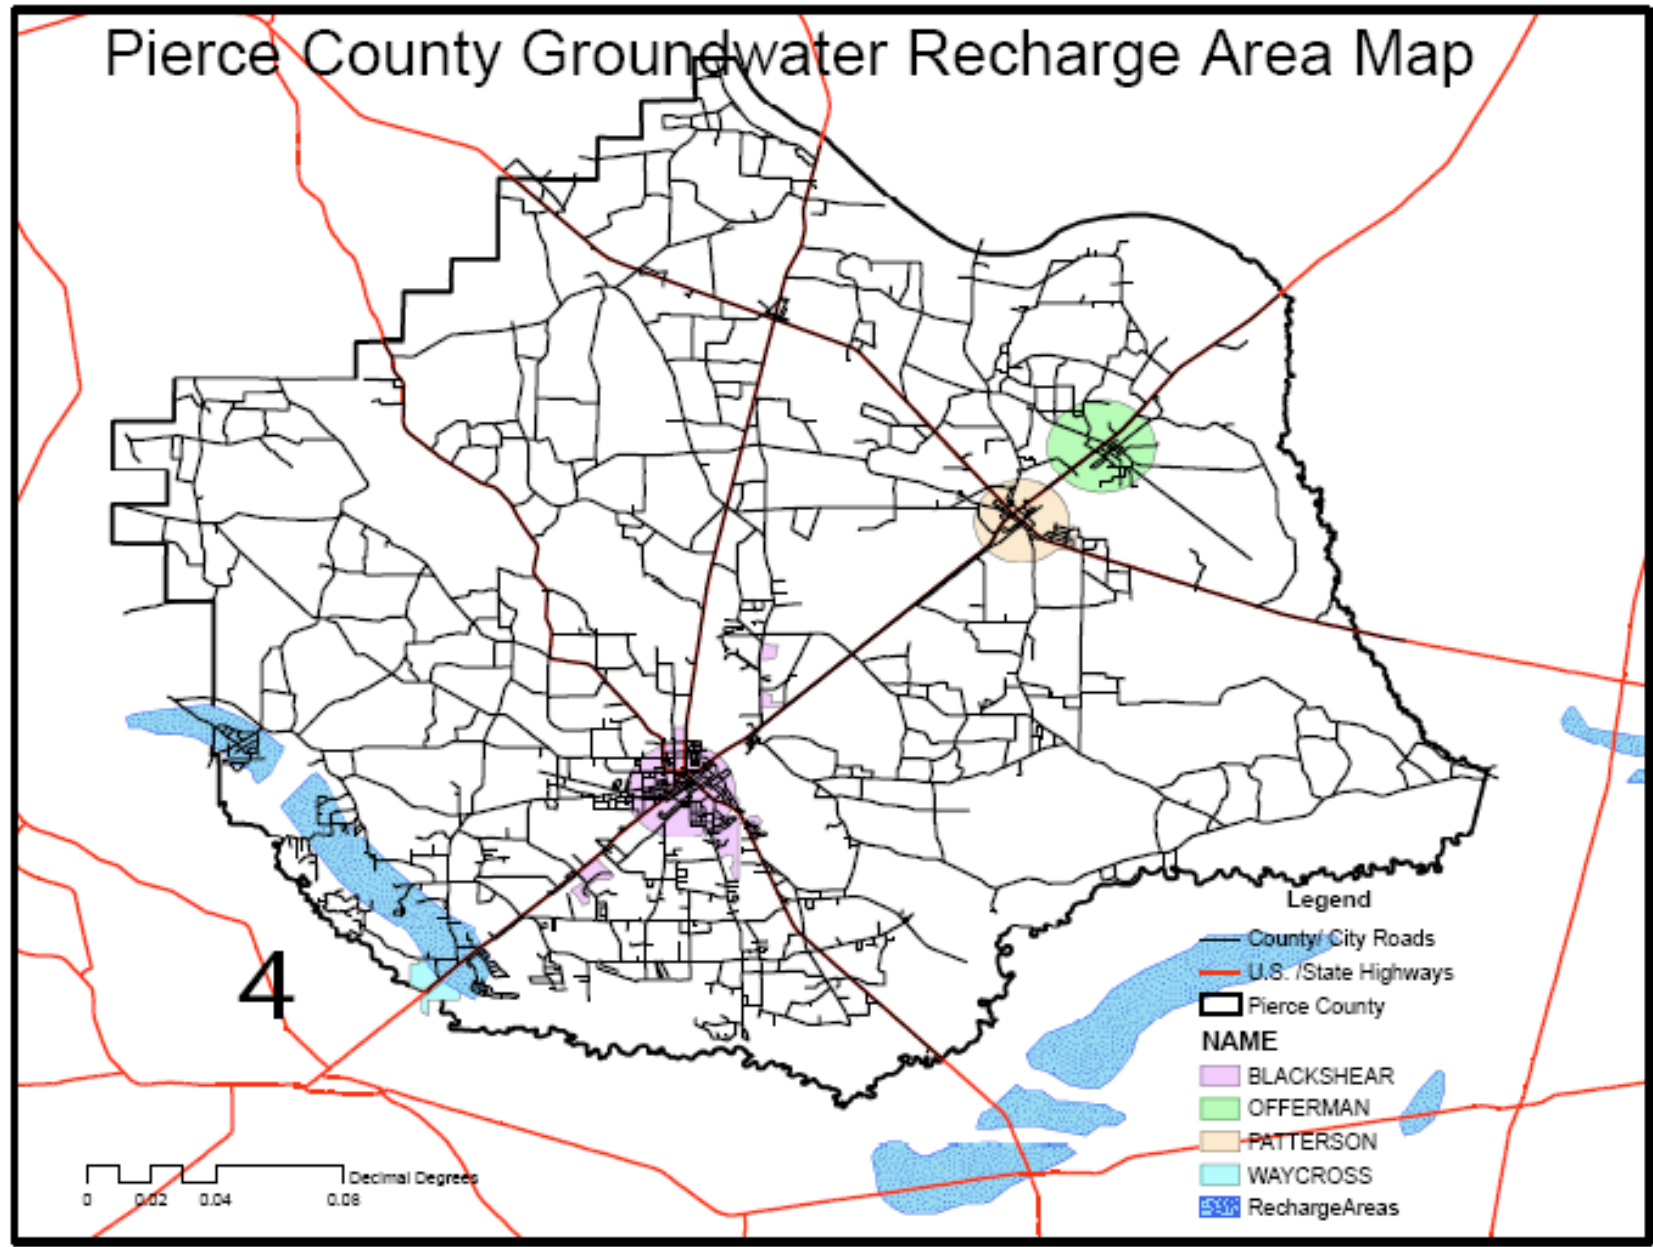 Pierce County Groundwater Recharge Area Map
4
Legend
County/ City Roads
U.S. /State Highways
Pierce County
NAME
BLACKSHEAR
OFFERMAN
PATTERSON
WAYCROSS
RechargeAreas
Decimal Degrees
0 0.02 0.04 0.08